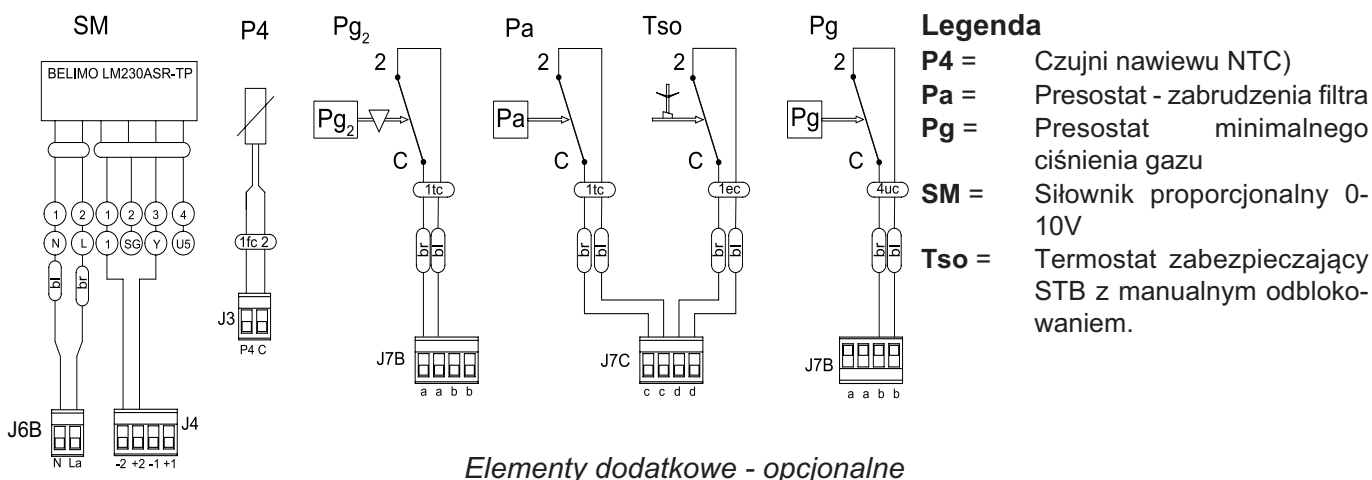 SM
P4
Pg2
Pa
Tso
Pg
BELIMO LM230ASR-TP
2
2
2
2
Pg2
Pa
Pg
C
C
C
C
1 2 1 2 3 4
N L 1 SG Y U5
bl
br
1fc 2
1tc
1tc
1ec
4uc
br bl
br bl
br bl
br bl
J3
P4 C
J7B
a a b b
J7C
c c d d
J7B
a a b b
J6B
N La
J4
-2 +2 -1 +1
Legenda
P4 = Czujni nawiewu NTC)
Pa = Presostat - zabrudzenia filtra
Pg = Presostat minimalnego
ciśnienia gazu
SM = Siłownik proporcjonalny 0-
10V
Tso = Termostat zabezpieczający
STB z manualnym odbloko-
waniem.
Elementy dodatkowe - opcjonalne